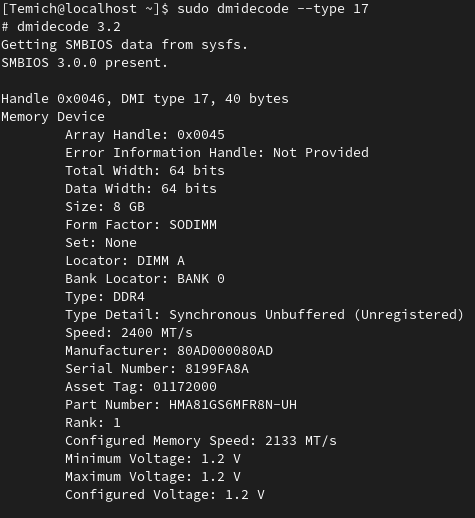 [Temich@localhost ~]$ sudo dmidecode --type 17
# dmidecode 3.2
Getting SMBIOS data from sysfs.
SMBIOS 3.0.0 present.

Handle 0x0046, DMI type 17, 40 bytes
Memory Device
        Array Handle: 0x0045
        Error Information Handle: Not Provided
        Total Width: 64 bits
        Data Width: 64 bits
        Size: 8 GB
        Form Factor: SODIMM
        Set: None
        Locator: DIMM A
        Bank Locator: BANK 0
        Type: DDR4
        Type Detail: Synchronous Unbuffered (Unregistered)
        Speed: 2400 MT/s
        Manufacturer: 80AD000080AD
        Serial Number: 8199FA8A
        Asset Tag: 01172000
        Part Number: HMA81GS6MFR8N-UH
        Rank: 1
        Configured Memory Speed: 2133 MT/s
        Minimum Voltage: 1.2 V
        Maximum Voltage: 1.2 V
        Configured Voltage: 1.2 V